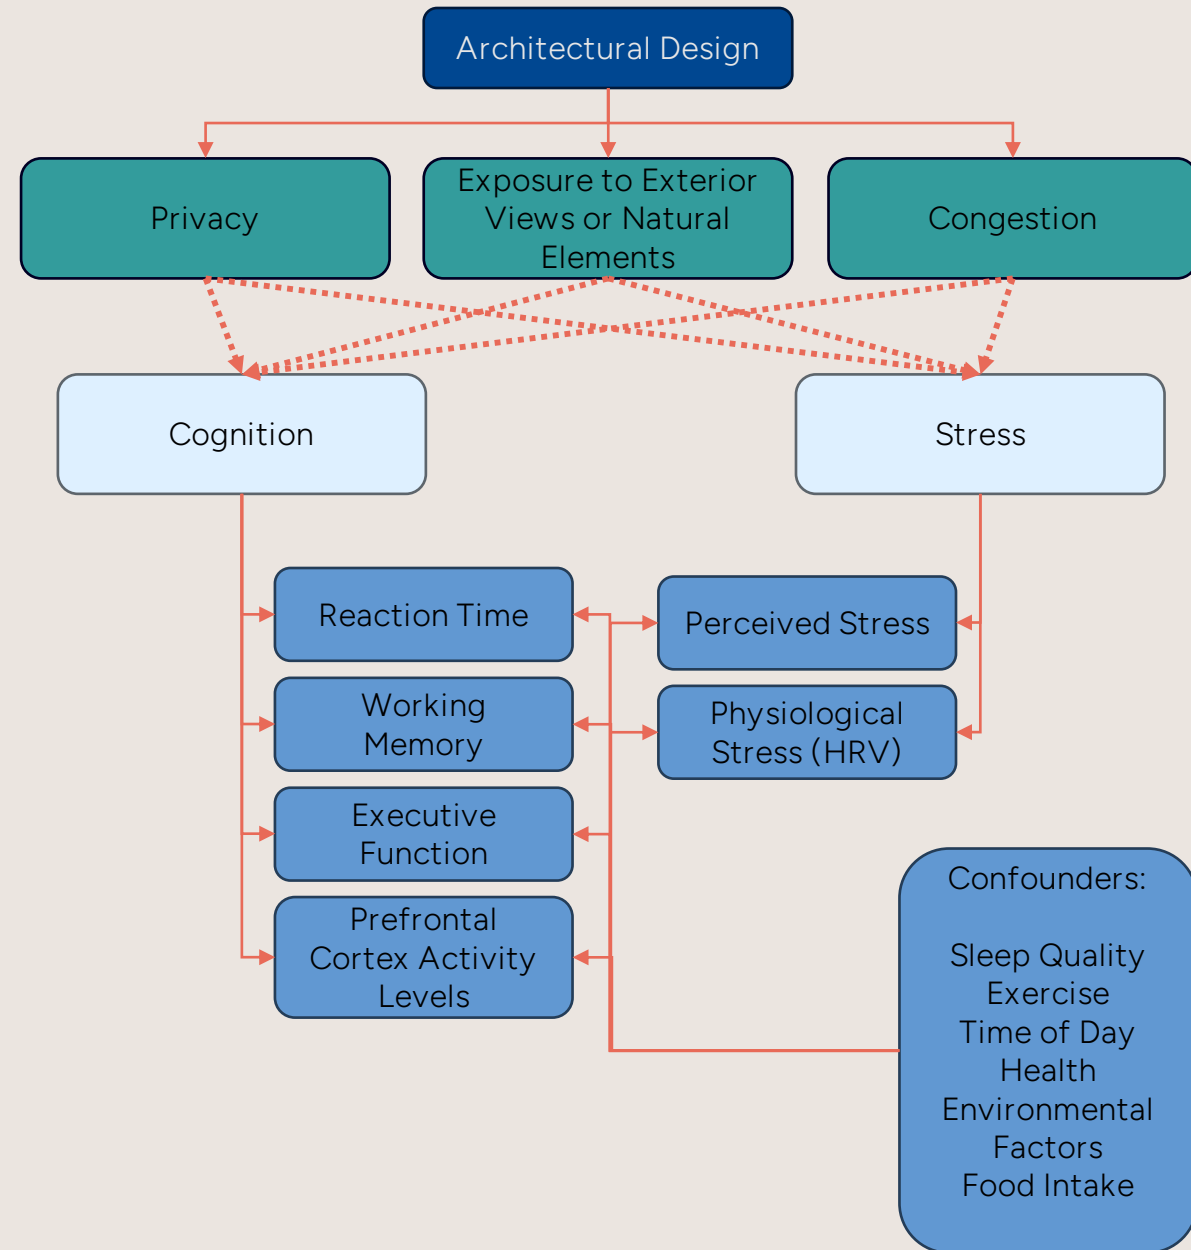 Architectural Design
Privacy
Exposure to Exterior
Views or Natural
Elements
Congestion
Cognition
Stress
Reaction Time
Perceived Stress
Working
Memory
Physiological
Stress (HRV)
Executive
Function
Prefrontal
Cortex Activity
Levels
Confounders:
Sleep Quality
Exercise
Time of Day
Health
Environmental
Factors
Food Intake